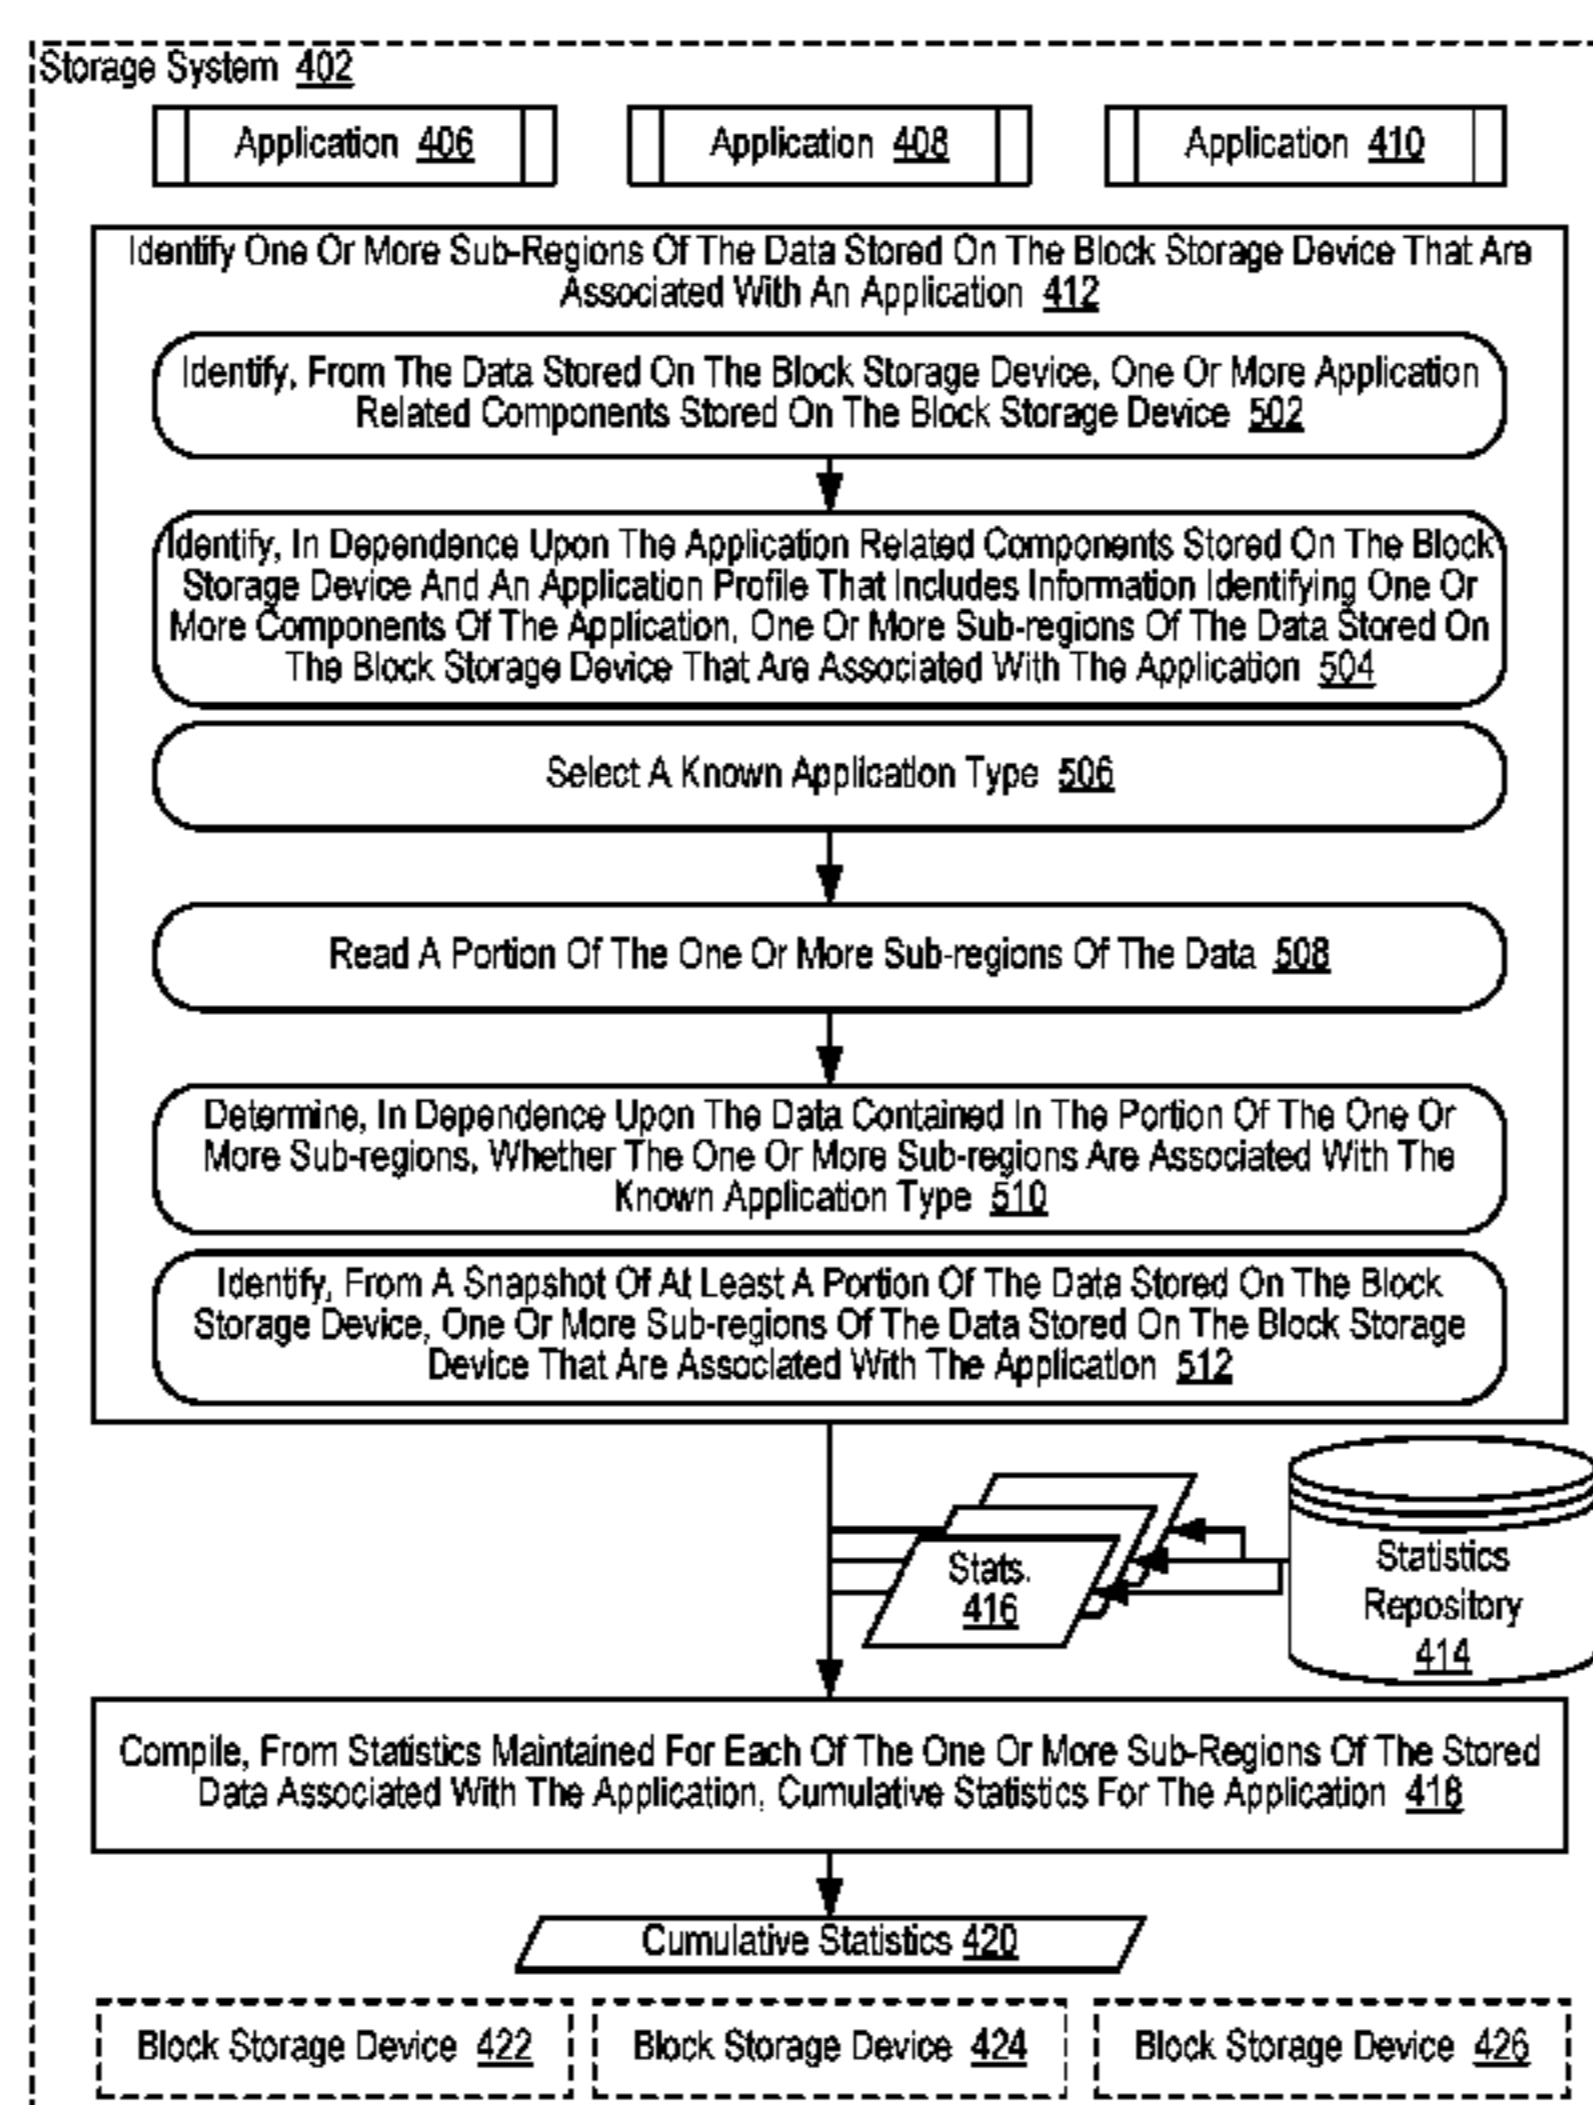 Storage System 402
Application 406
Application 408
Application 410
Identify One Or More Sub-Regions Of The Data Stored On The Block Storage Device That Are
Associated With An Application 412
Identify, From The Data Stored On The Block Storage Device, One Or More Application
Related Components Stored On The Block Storage Device 502
Identify, In Dependence Upon The Application Related Components Stored On The Block
Storage Device And An Application Profile That Includes Information Identifying One Or
More Components Of The Application, One Or More Sub-regions Of The Data Stored On
The Block Storage Device That Are Associated With The Application 504
Select A Known Application Type 506
Read A Portion Of The One Or More Sub-regions Of The Data 508
Determine, In Dependence Upon The Data Contained In The Portion Of The One Or
More Sub-regions, Whether The One Or More Sub-regions Are Associated With The
Known Application Type 510
Identify, From A Snapshot Of At Least A Portion Of The Data Stored On The Block
Storage Device, One Or More Sub-regions Of The Data Stored On The Block Storage
Device That Are Associated With The Application 512
Stats.
416
Statistics
Repository
414
Compile, From Statistics Maintained For Each Of The One Or More Sub-Regions Of The Stored
Data Associated With The Application, Cumulative Statistics For The Application 418
Cumulative Statistics 420
Block Storage Device 422
Block Storage Device 424
Block Storage Device 426